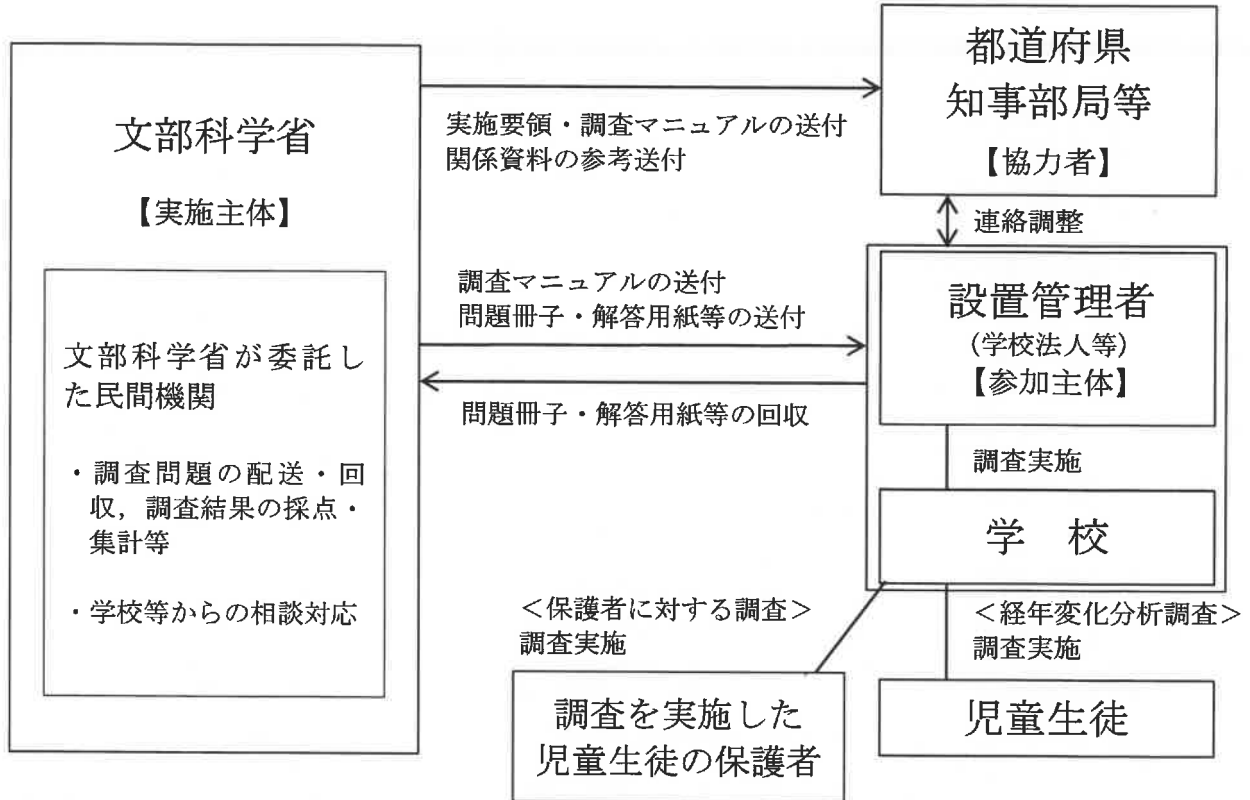 文部科学省
【実施主体】
文部科学省が委託し
た民間機関
・調査問題の配送・回
収，調査結果の採点・
集計等
・学校等からの相談対応
実施要領・調査マニュアルの送付
関係資料の参考送付
都道府県
知事部局等
【協力者】
連絡調整
調査マニュアルの送付
問題冊子・解答用紙等の送付
問題冊子・解答用紙等の回収
設置管理者
（学校法人等）
【参加主体】
調査実施
学　校
＜保護者に対する調査＞
調査実施
＜経年変化分析調査＞
調査実施
調査を実施した
児童生徒の保護者
児童生徒